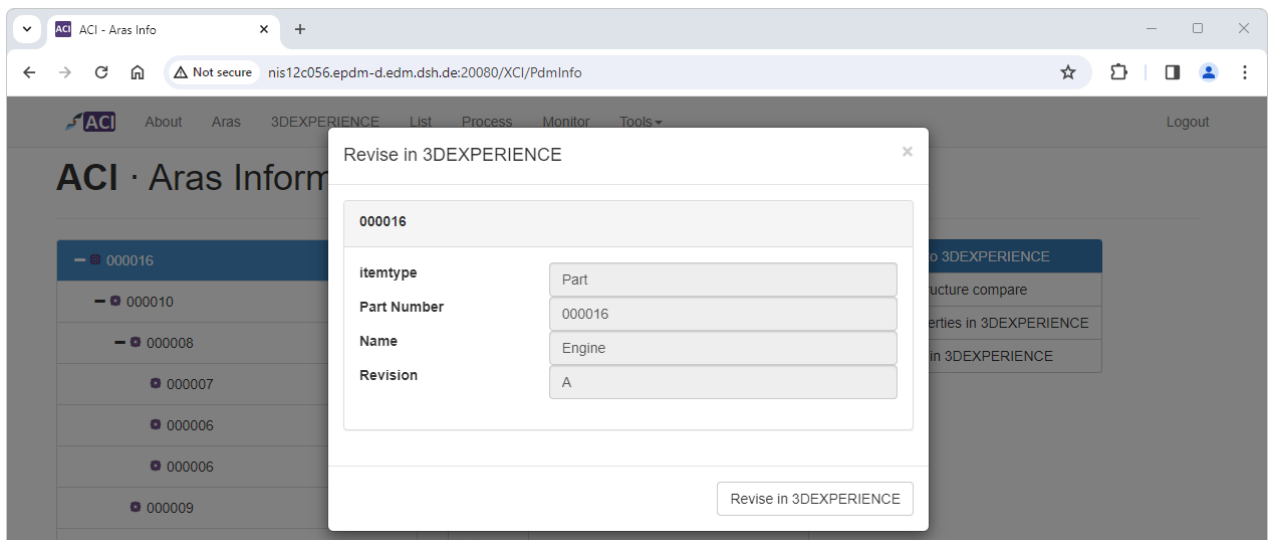 ACI ACI - Aras Info
Not secure nis12c056.epdm-d.edm.dsh.de:20080/XCI/PdmInfo
ACI About Aras 3DEXPERIENCE List Process Monitor Tools Logout
Revise in 3DEXPERIENCE ×
ACI · Aras Inform
000016
000016
000010
000008
000007
000006
000006
000009
itemtype Part
Part Number 000016
Name Engine
Revision A
Revise in 3DEXPERIENCE
o 3DEXPERIENCE
ucture compare
erties in 3DEXPERIENCE
in 3DEXPERIENCE